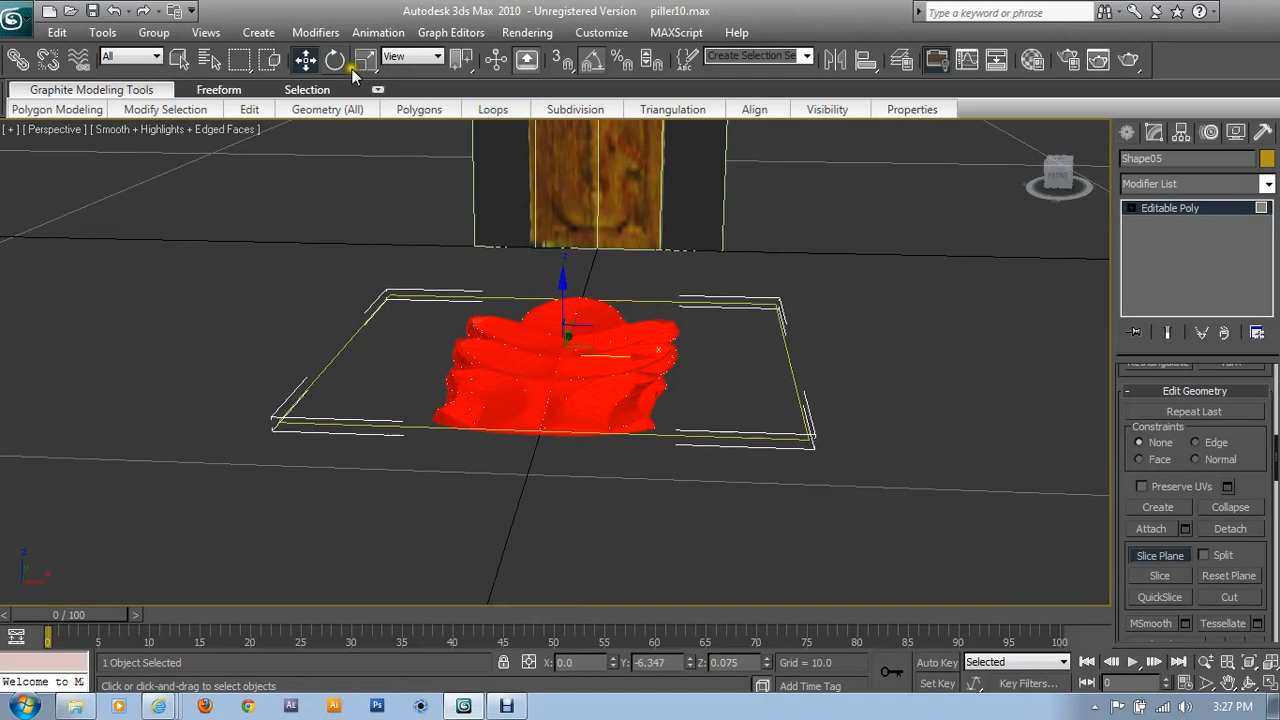 Autodesk 3ds Max 2010 - Unregistered Version piller10.max
Type a keyword or phrase
Edit Tools Group Views Create Modifiers Animation Graph Editors Rendering Customize MAXScript Help
All View Create Selection Se
Graphite Modeling Tools Freeform Selection
Polygon Modeling Modify Selection Edit Geometry (All) Polygons Loops Subdivision Tessellation Triangulation Align Visibility Properties
[ + ] [ Perspective ] [ Smooth + Highlights + Edged Faces ]
FRONT
Shape05
Modifier List
Editable Poly
z
x
Edit Geometry
Repeat Last
Constraints
None Edge
Face Normal
Preserve UVs
Create Collapse
Attach Detach
Slice Plane Split
Slice Reset Plane
QuickSlice Cut
MSmooth Tessellate
z
x
0 / 100
0 5 10 15 20 25 30 35 40 45 50 55 60 65 70 75 80 85 90 95 100
1 Object Selected X: 0.0 Y: -6.347 Z: 0.075 Grid = 10.0 Auto Key Selected
Welcome to M Click or click-and-drag to select objects Add Time Tag Set Key Key Filters... 0
3:27 PM